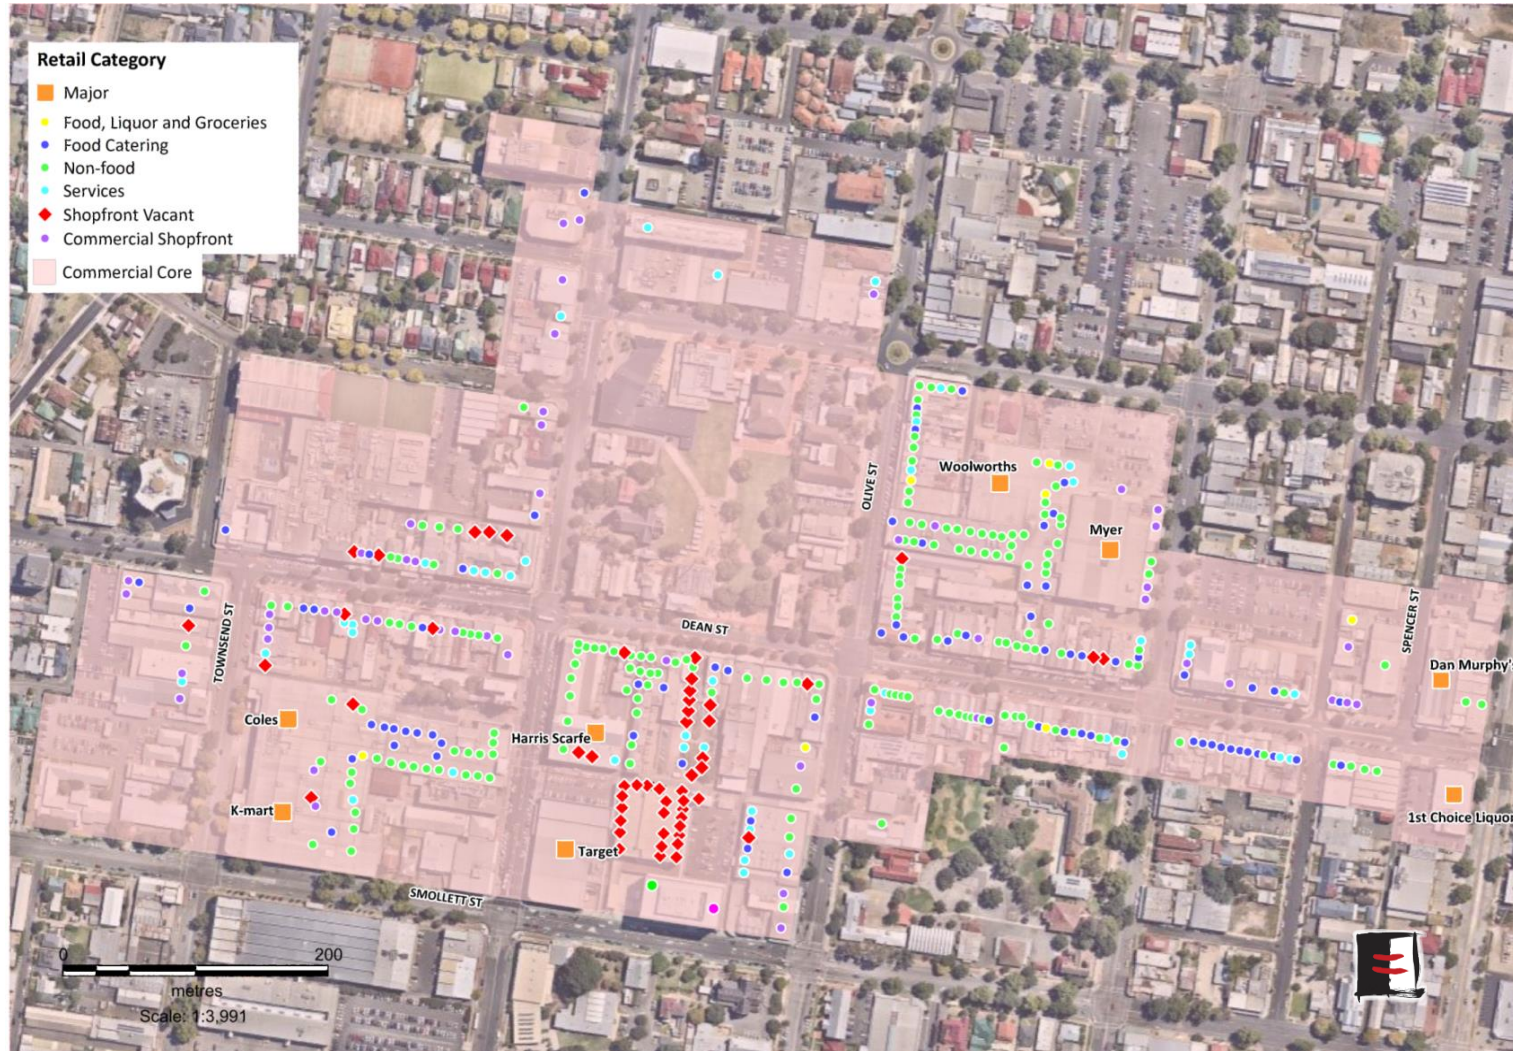 Retail Category
Major
Food, Liquor and Groceries
Food Catering
Non-food
Services
Shopfront Vacant
Commercial Shopfront
Commercial Core
Woolworths
OLIVE ST
Myer
DEAN ST
SPENCER ST
TOWNSEND ST
Dan Murphy's
Coles
Harris Scarfe
K-mart
1st Choice Liquor
Target
SMOLLETT ST
0 200
metres
Scale: 1:3,991